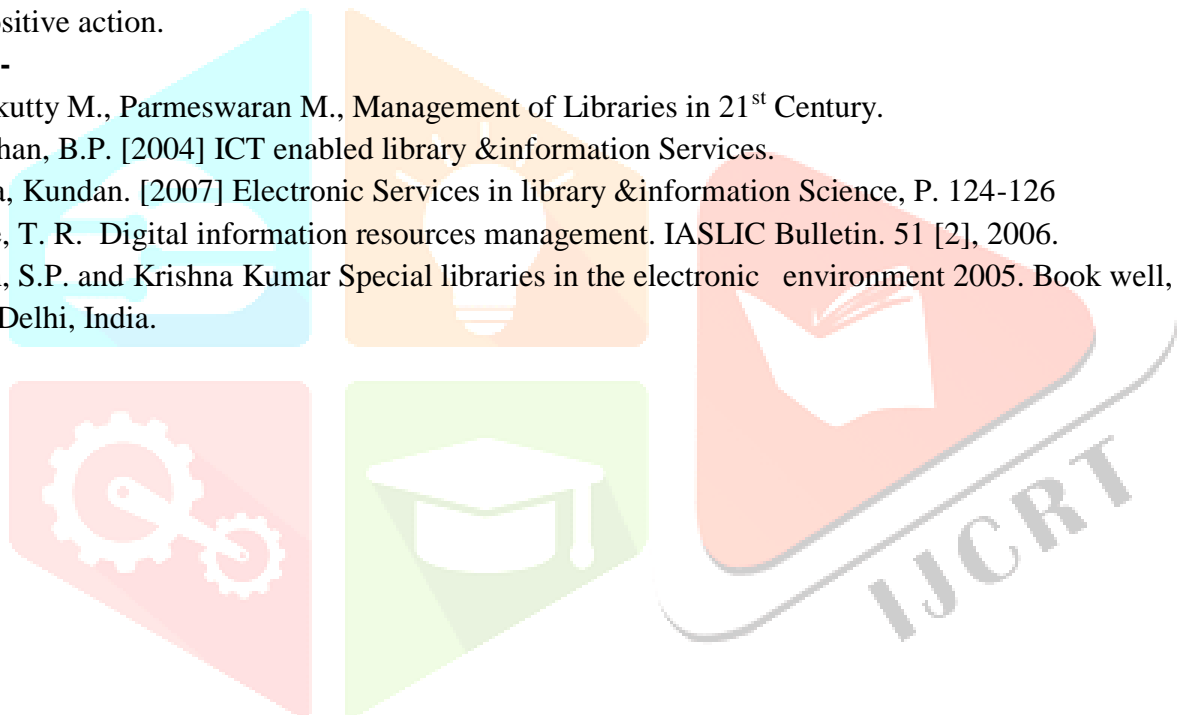 ositive action.
-
kutty M., Parmeswaran M., Management of Libraries in 21st Century.
han, B.P. [2004] ICT enabled library &information Services.
a, Kundan. [2007] Electronic Services in library &information Science, P. 124-126
, T. R. Digital information resources management. IASLIC Bulletin. 51 [2], 2006.
, S.P. and Krishna Kumar Special libraries in the electronic environment 2005. Book well,
Delhi, India.
IJCRT